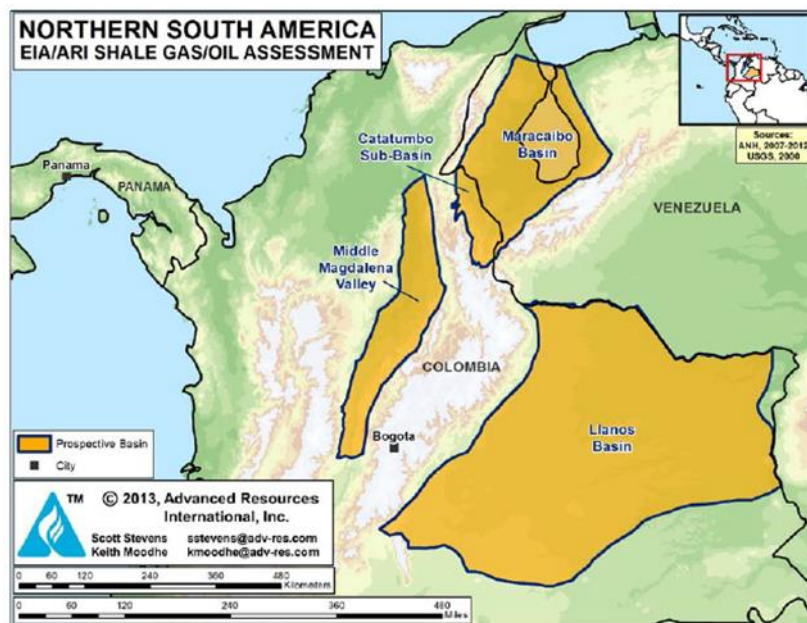 NORTHERN SOUTH AMERICA
EIA/ARI SHALE GAS/OIL ASSESSMENT
Sources:
ANH, 2007-2012
USGS, 2000
Catatumbo
Sub-Basin
Maracaibo
Basin
Panama
PANAMA
VENEZUELA
Middle
Magdalena
Valley
COLOMBIA
Llanos
Basin
Bogota
Prospective Basin
City
TM
© 2013, Advanced Resources
International, Inc.
Scott Stevens sstevens@adv-res.com
Keith Moodhe kmoodhe@adv-res.com
0 60 120 240 360 480
Kilometers
0 30 60 120 240 360 480
Miles